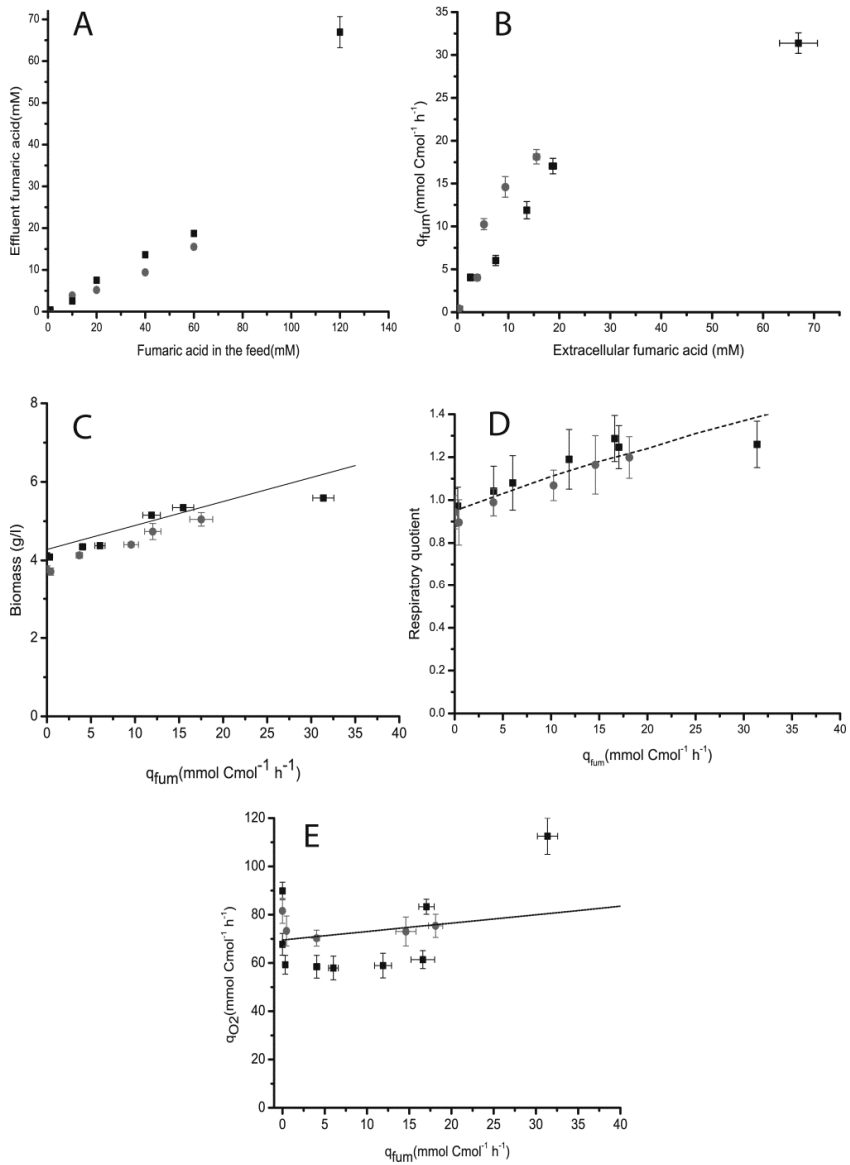 A
Effluent fumaric acid(mM)
70
60
50
40
30
20
10
0
0 20 40 60 80 100 120 140
Fumaric acid in the feed(mM)
B
qfum(mmol Cmol-1 h-1)
35
30
25
20
15
10
5
0
0 10 20 30 40 50 60 70
Extracellular fumaric acid (mM)
C
Biomass (g/l)
8
6
4
2
0
0 5 10 15 20 25 30 35 40
qfum(mmol Cmol-1 h-1)
D
Respiratory quotient
1.4
1.2
1.0
0.8
0.6
0.4
0.2
0.0
0 5 10 15 20 25 30 35 40
qfum(mmol Cmol-1 h-1)
E
qO2(mmol Cmol-1 h-1)
120
100
80
60
40
20
0
0 5 10 15 20 25 30 35 40
qfum(mmol Cmol-1 h-1)